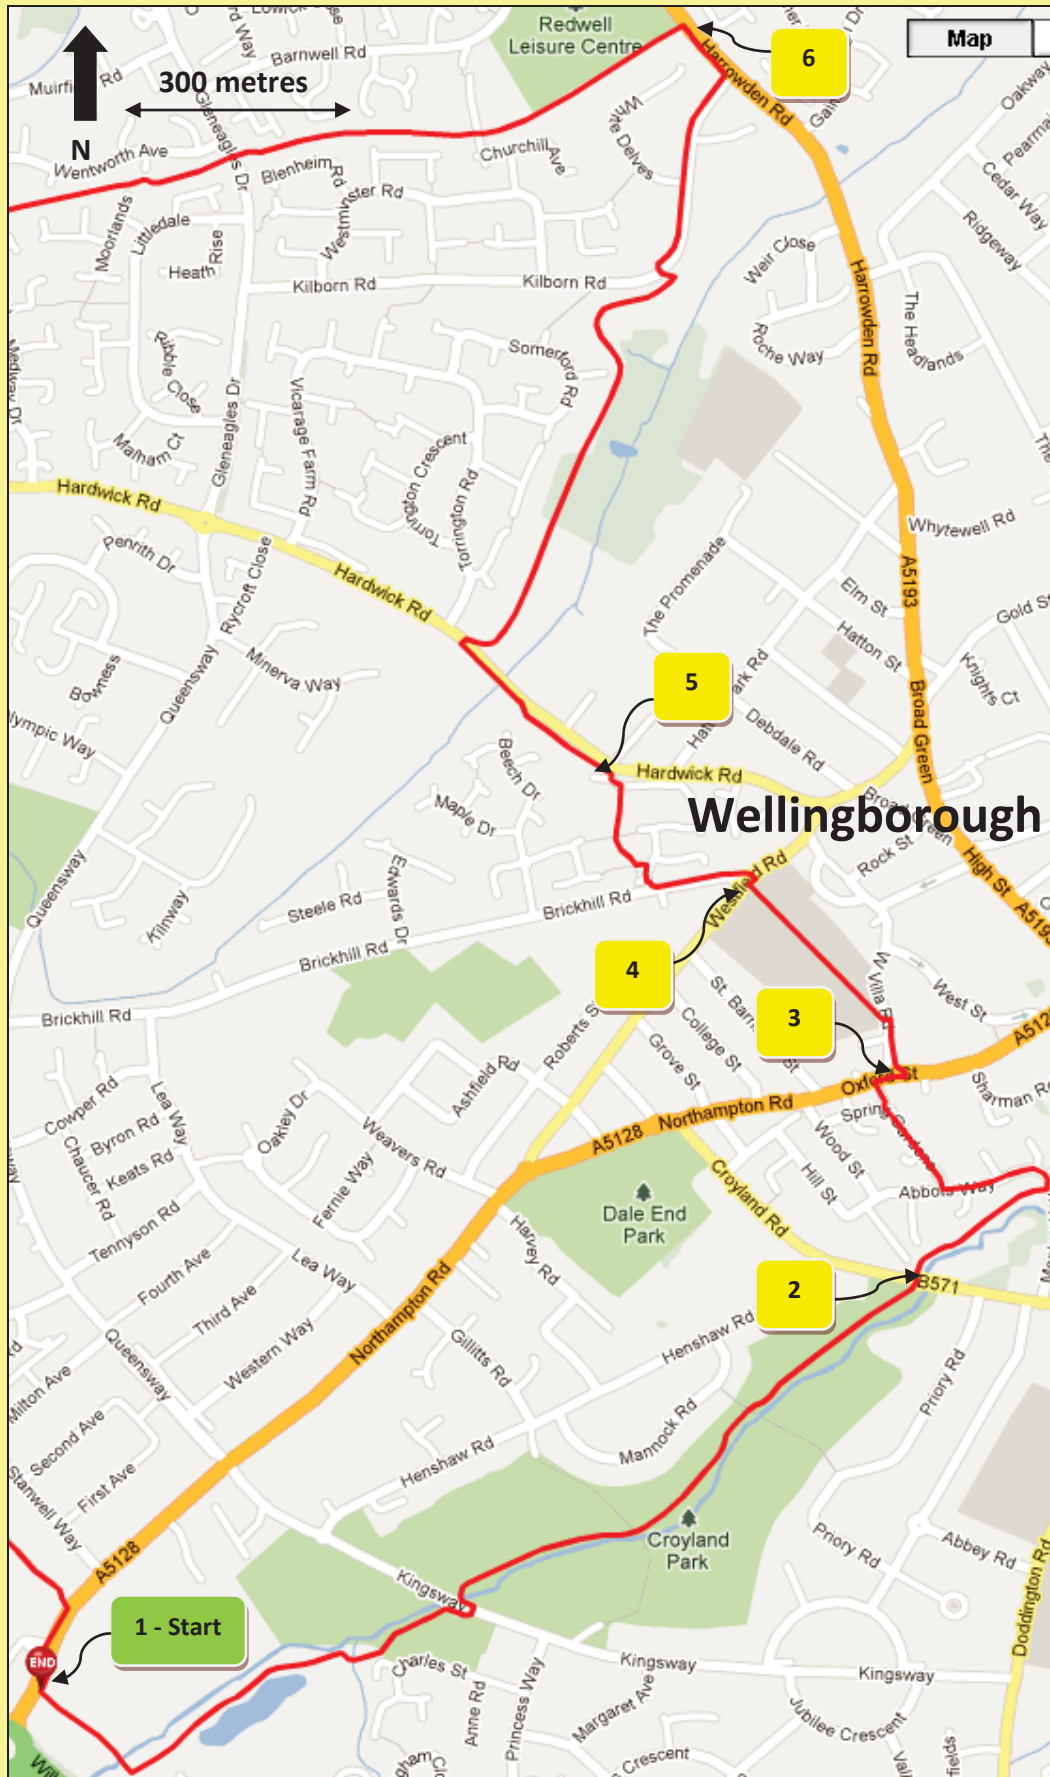 Redwell
Leisure Centre
Map
6
300 metres
N
Barnwell Rd
Wentworth Ave
Gleneagles Dr
Blenheim Rd
Churchill Ave
White Delves
Harrowden Rd
Oakway
Cedar Way
Ridgeway
Moorlands
Littledale
Heath Rise
Kilborn Rd
Kilborn Rd
Weir Close
Harrowden Rd
The Headlands
Roche Way
Medway Dr
Ribble Close
Malham Ct
Gleneagles Dr
Vicarage Farm Rd
Somerford Rd
Torrington Crescent
Torrington Rd
Hardwick Rd
Hardwick Rd
Penrith Dr
Rycroft Close
Minerva Way
Queensway
Bowness
Whytewell Rd
A5193
The Promenade
Elm St
Hatton St
Gold St
Knights Ct
Broad Green
5
Debdale Rd
Hardwick Rd
Beech Dr
Maple Dr
Wellingborough
Broad Green
Rock St
High St
A5193
Queensway
Kilnway
Steele Rd
Edwards Dr
Brickhill Rd
Brickhill Rd
Brickhill Rd
Westfield Rd
4
W Villa Rd
West St
3
College St
Grove St
Roberts St
Ashfield Rd
Oxford St
Northampton Rd
A5128
Sharman Rd
Spring Gardens
Wood St
Hill St
Abbots Way
Cowper Rd
Byron Rd
Keats Rd
Chaucer Rd
Lea Way
Oakley Dr
Weavers Rd
Fernie Way
Tennyson Rd
Fourth Ave
Third Ave
Western Way
Lea Way
Harvey Rd
Dale End
Park
Croyland Rd
B571
2
Northampton Rd
Gillitts Rd
Henshaw Rd
Henshaw Rd
Mannock Rd
Priory Rd
Queensway
Milton Ave
Second Ave
First Ave
Stanwell Way
A5128
Croyland
Park
Priory Rd
Abbey Rd
Doddington Rd
Kingsway
1 - Start
END
Charles St
Anne Rd
Princess Way
Kingsway
Margaret Ave
Kingsway
Jubilee Crescent
Crescent